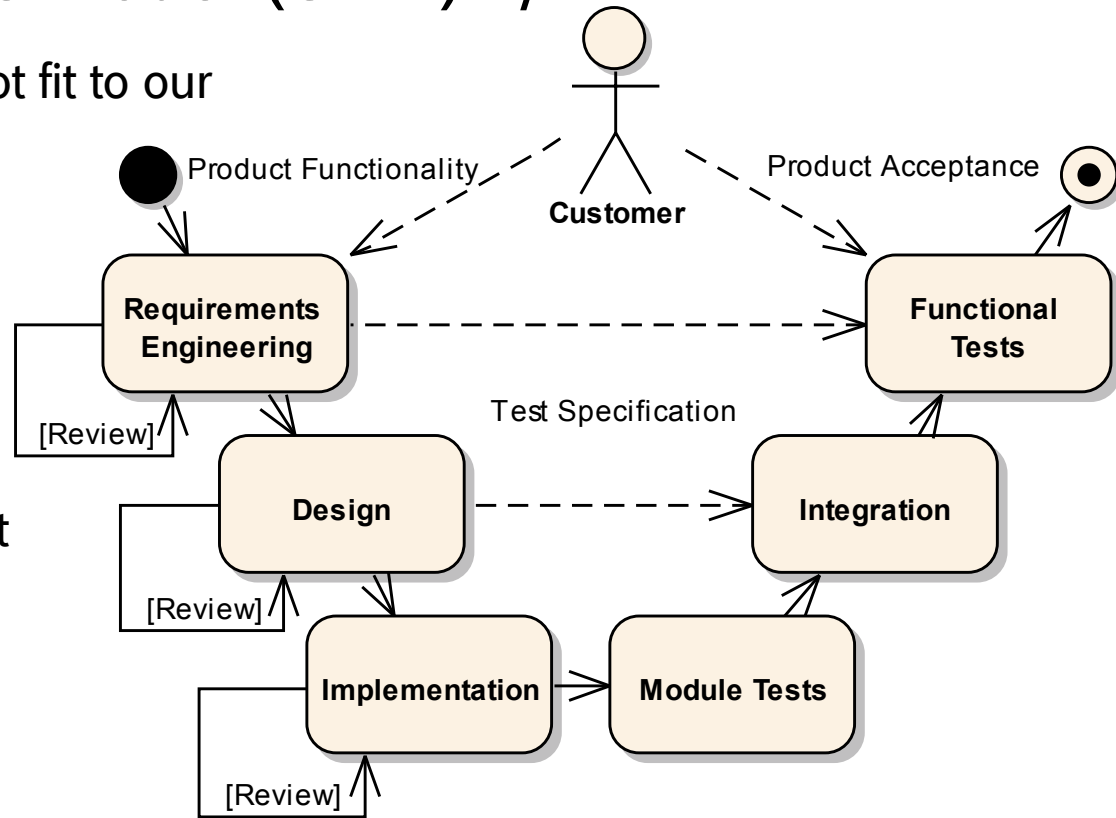 ot fit to our
Product Functionality
Product Acceptance
Customer
Requirements
Engineering
Functional
Tests
[Review]
Test Specification
Design
Integration
t
[Review]
Implementation
Module Tests
[Review]